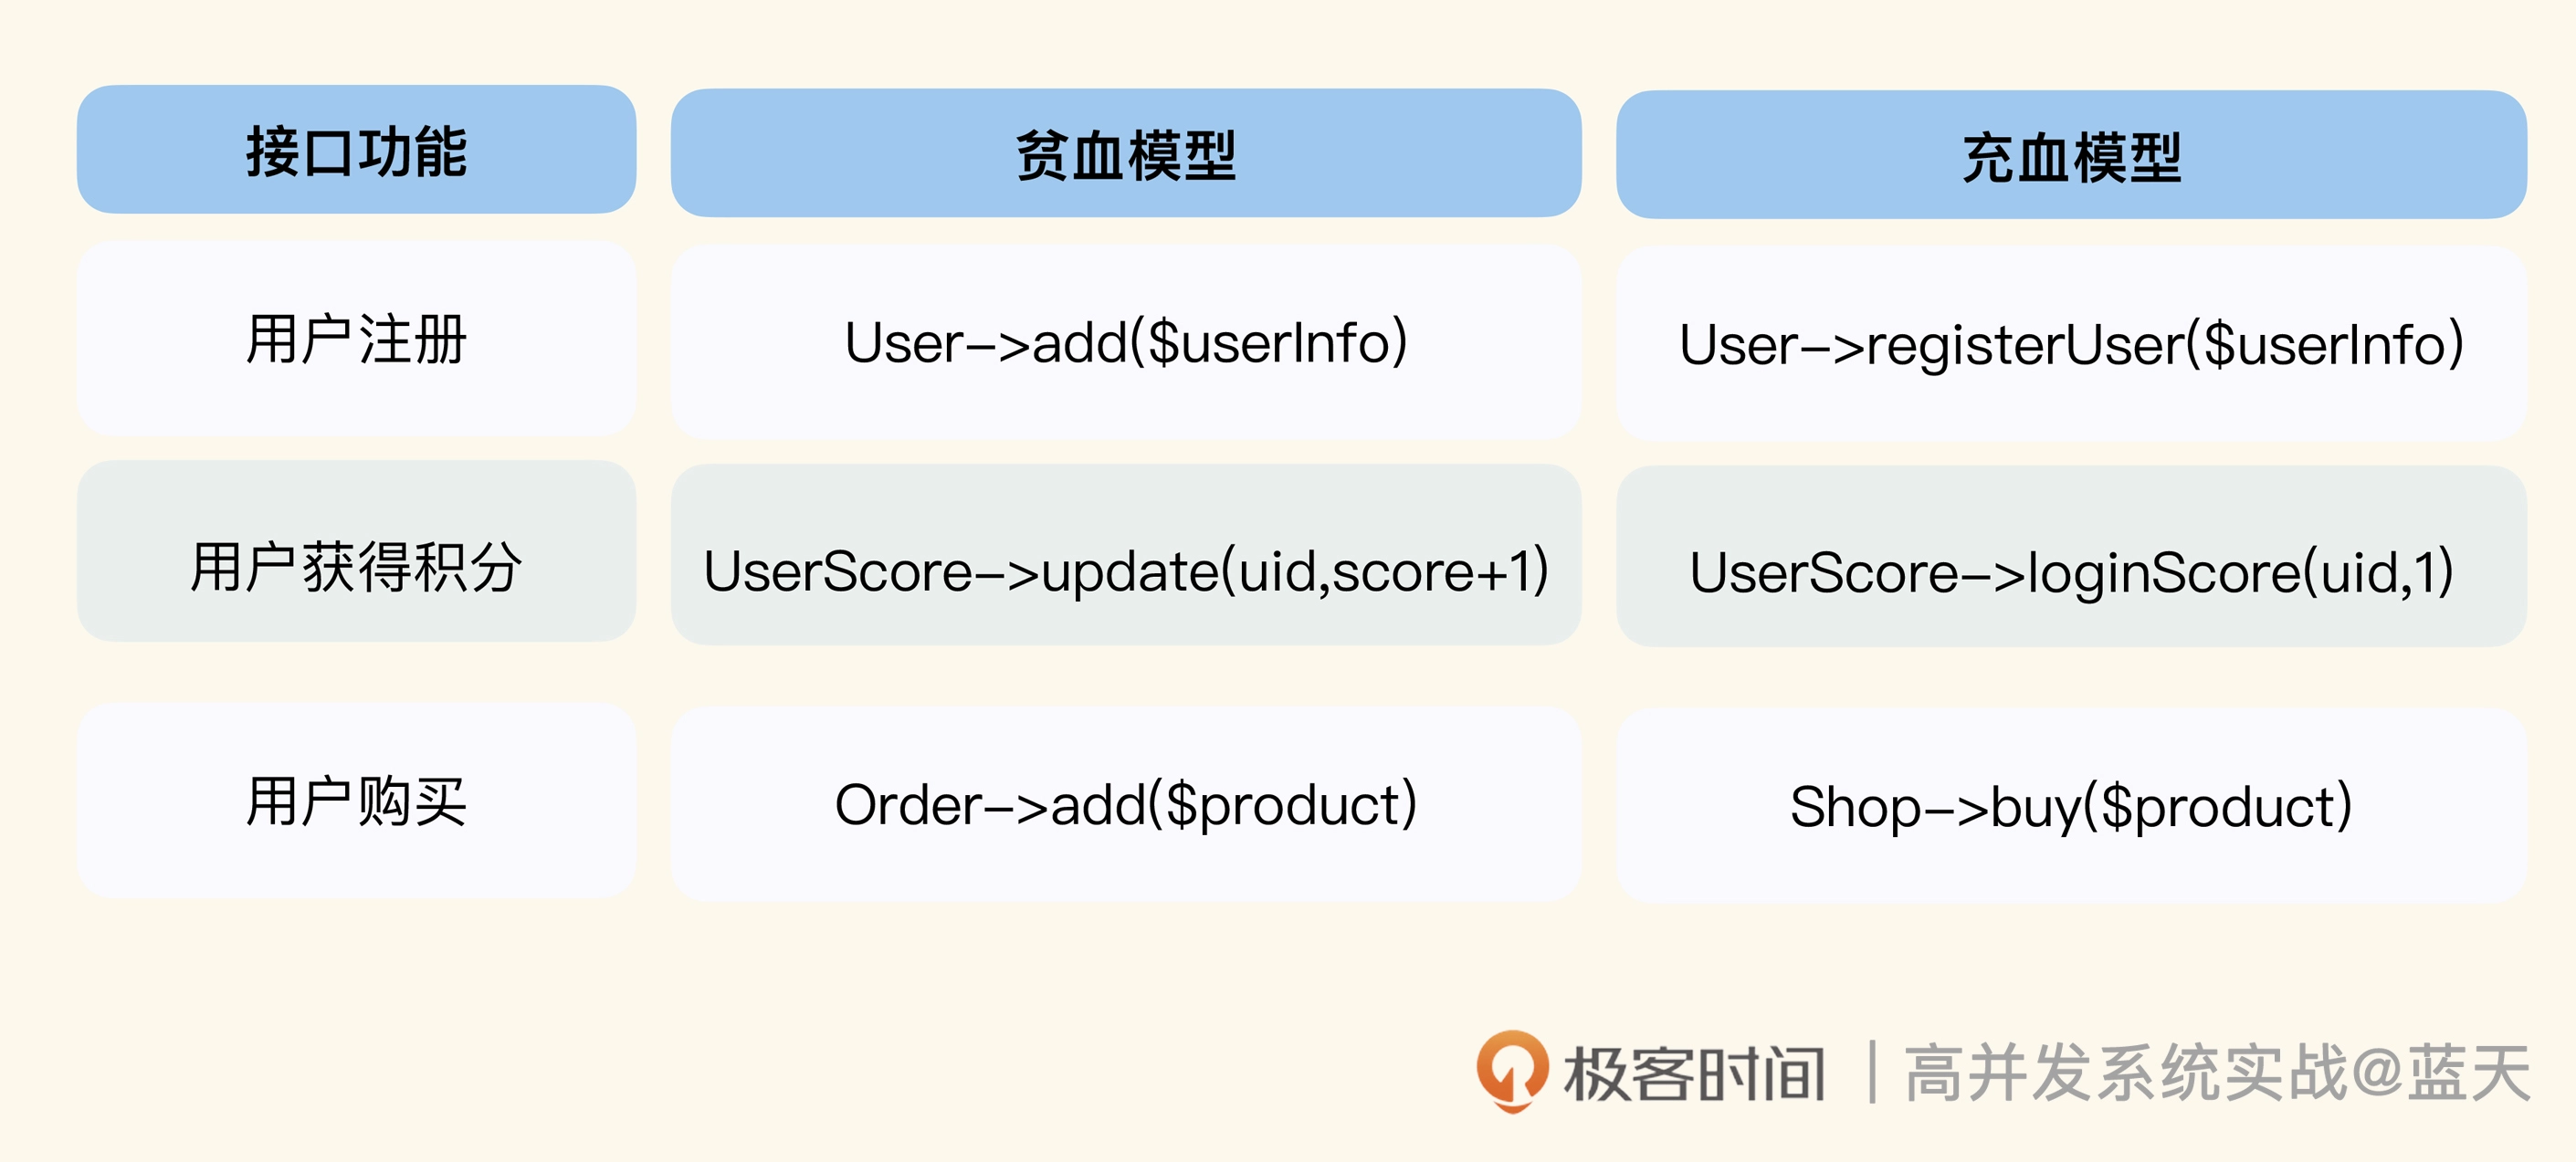 接口功能 贫血模型 充血模型
用户注册 User->add($userInfo) User->registerUser($userInfo)
用户获得积分 UserScore->update(uid,score+1) UserScore->loginScore(uid,1)
用户购买 Order->add($product) Shop->buy($product)
极客时间 | 高并发系统实战@蓝天